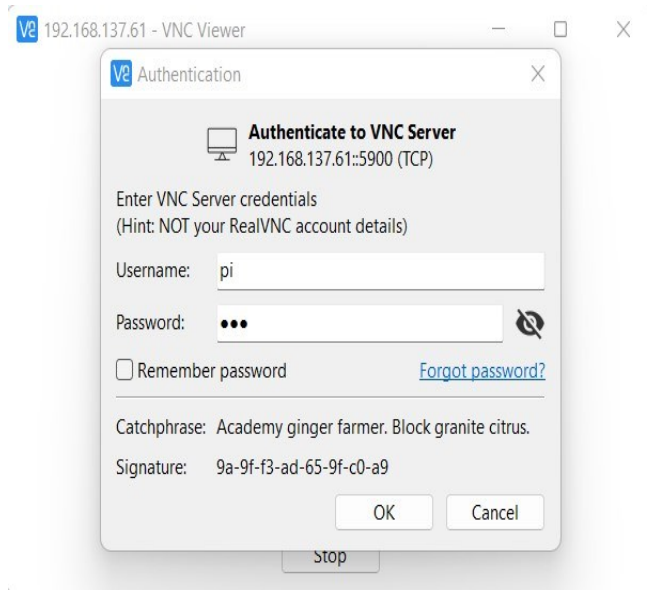 V2 192.168.137.61 - VNC Viewer
V2 Authentication
Authenticate to VNC Server
192.168.137.61::5900 (TCP)
Enter VNC Server credentials
(Hint: NOT your RealVNC account details)
Username: pi
Password: •••
Remember password Forgot password?
Catchphrase: Academy ginger farmer. Block granite citrus.
Signature: 9a-9f-f3-ad-65-9f-c0-a9
OK Cancel
Stop